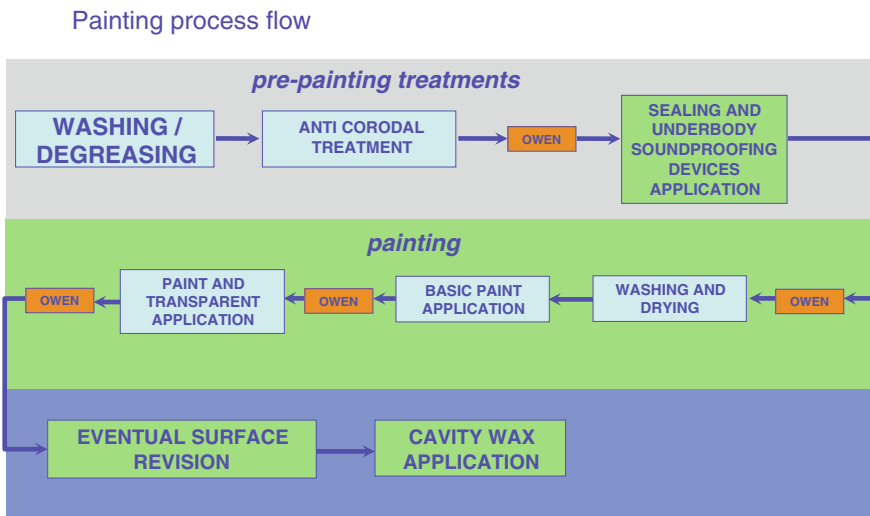 Painting process flow
pre-painting treatments
WASHING /
DEGREASING
ANTI CORODAL
TREATMENT
OWEN
SEALING AND
UNDERBODY
SOUNDPROOFING
DEVICES
APPLICATION
painting
OWEN
WASHING AND
DRYING
BASIC PAINT
APPLICATION
OWEN
PAINT AND
TRANSPARENT
APPLICATION
OWEN
EVENTUAL SURFACE
REVISION
CAVITY WAX
APPLICATION